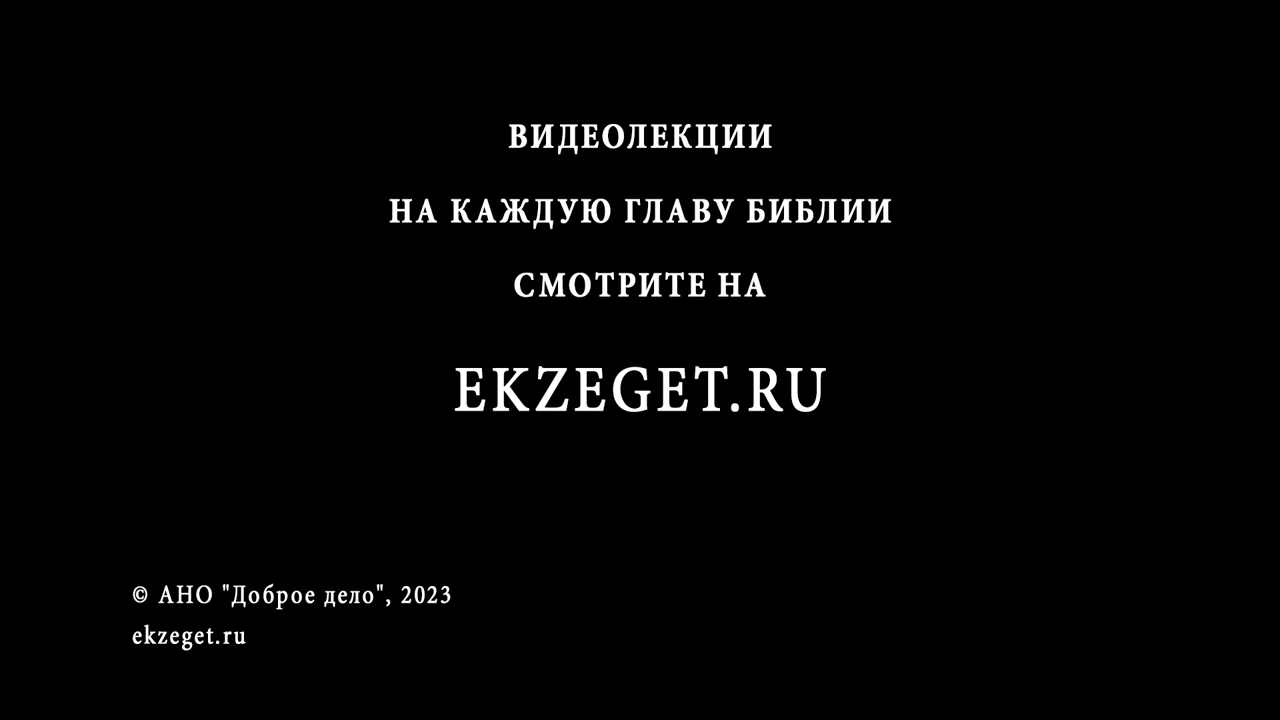 ВИДЕОЛЕКЦИИ
НА КАЖДУЮ ГЛАВУ БИБЛИИ
СМОТРИТЕ НА
EKZEGET.RU
© АНО "Доброе дело", 2023
ekzeget.ru